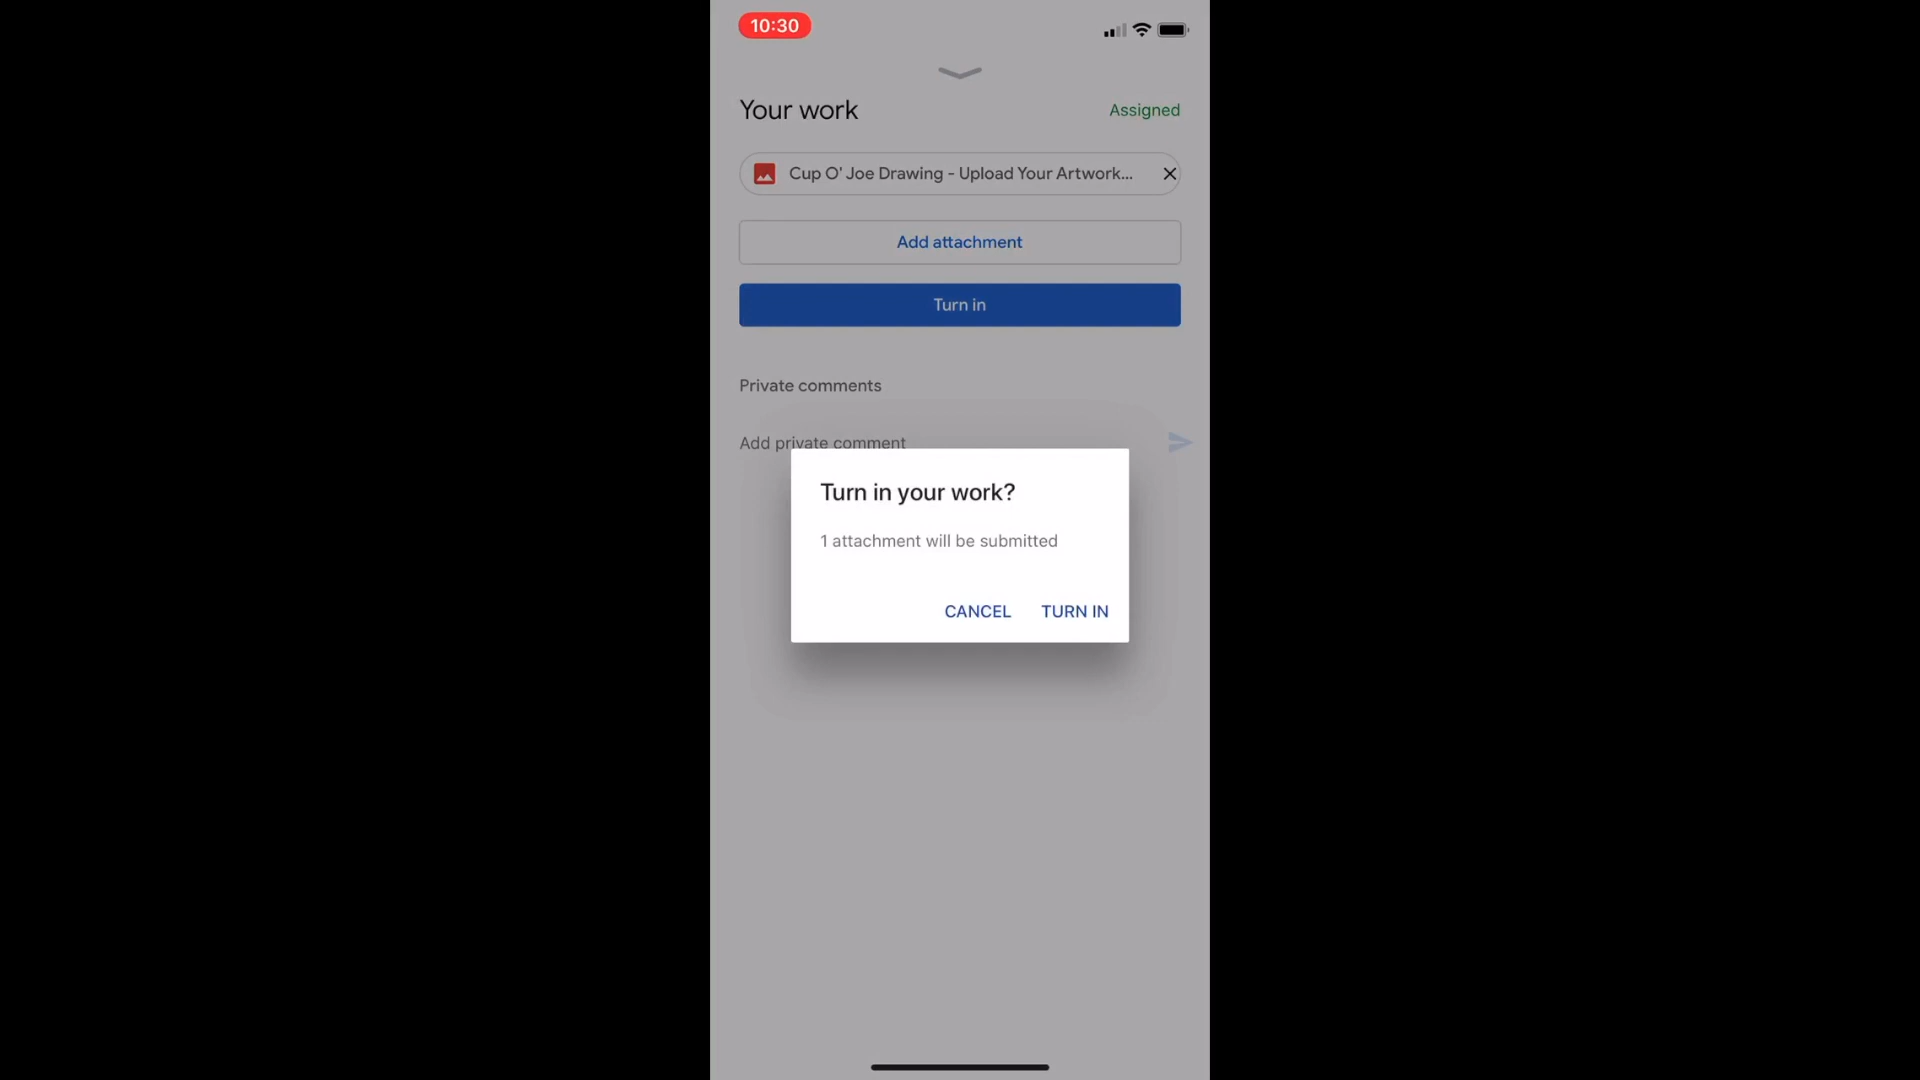 10:30
Your work
Assigned
Cup O' Joe Drawing - Upload Your Artwork...
Add attachment
Turn in
Private comments
Add private comment
Turn in your work?
1 attachment will be submitted
CANCEL TURN IN